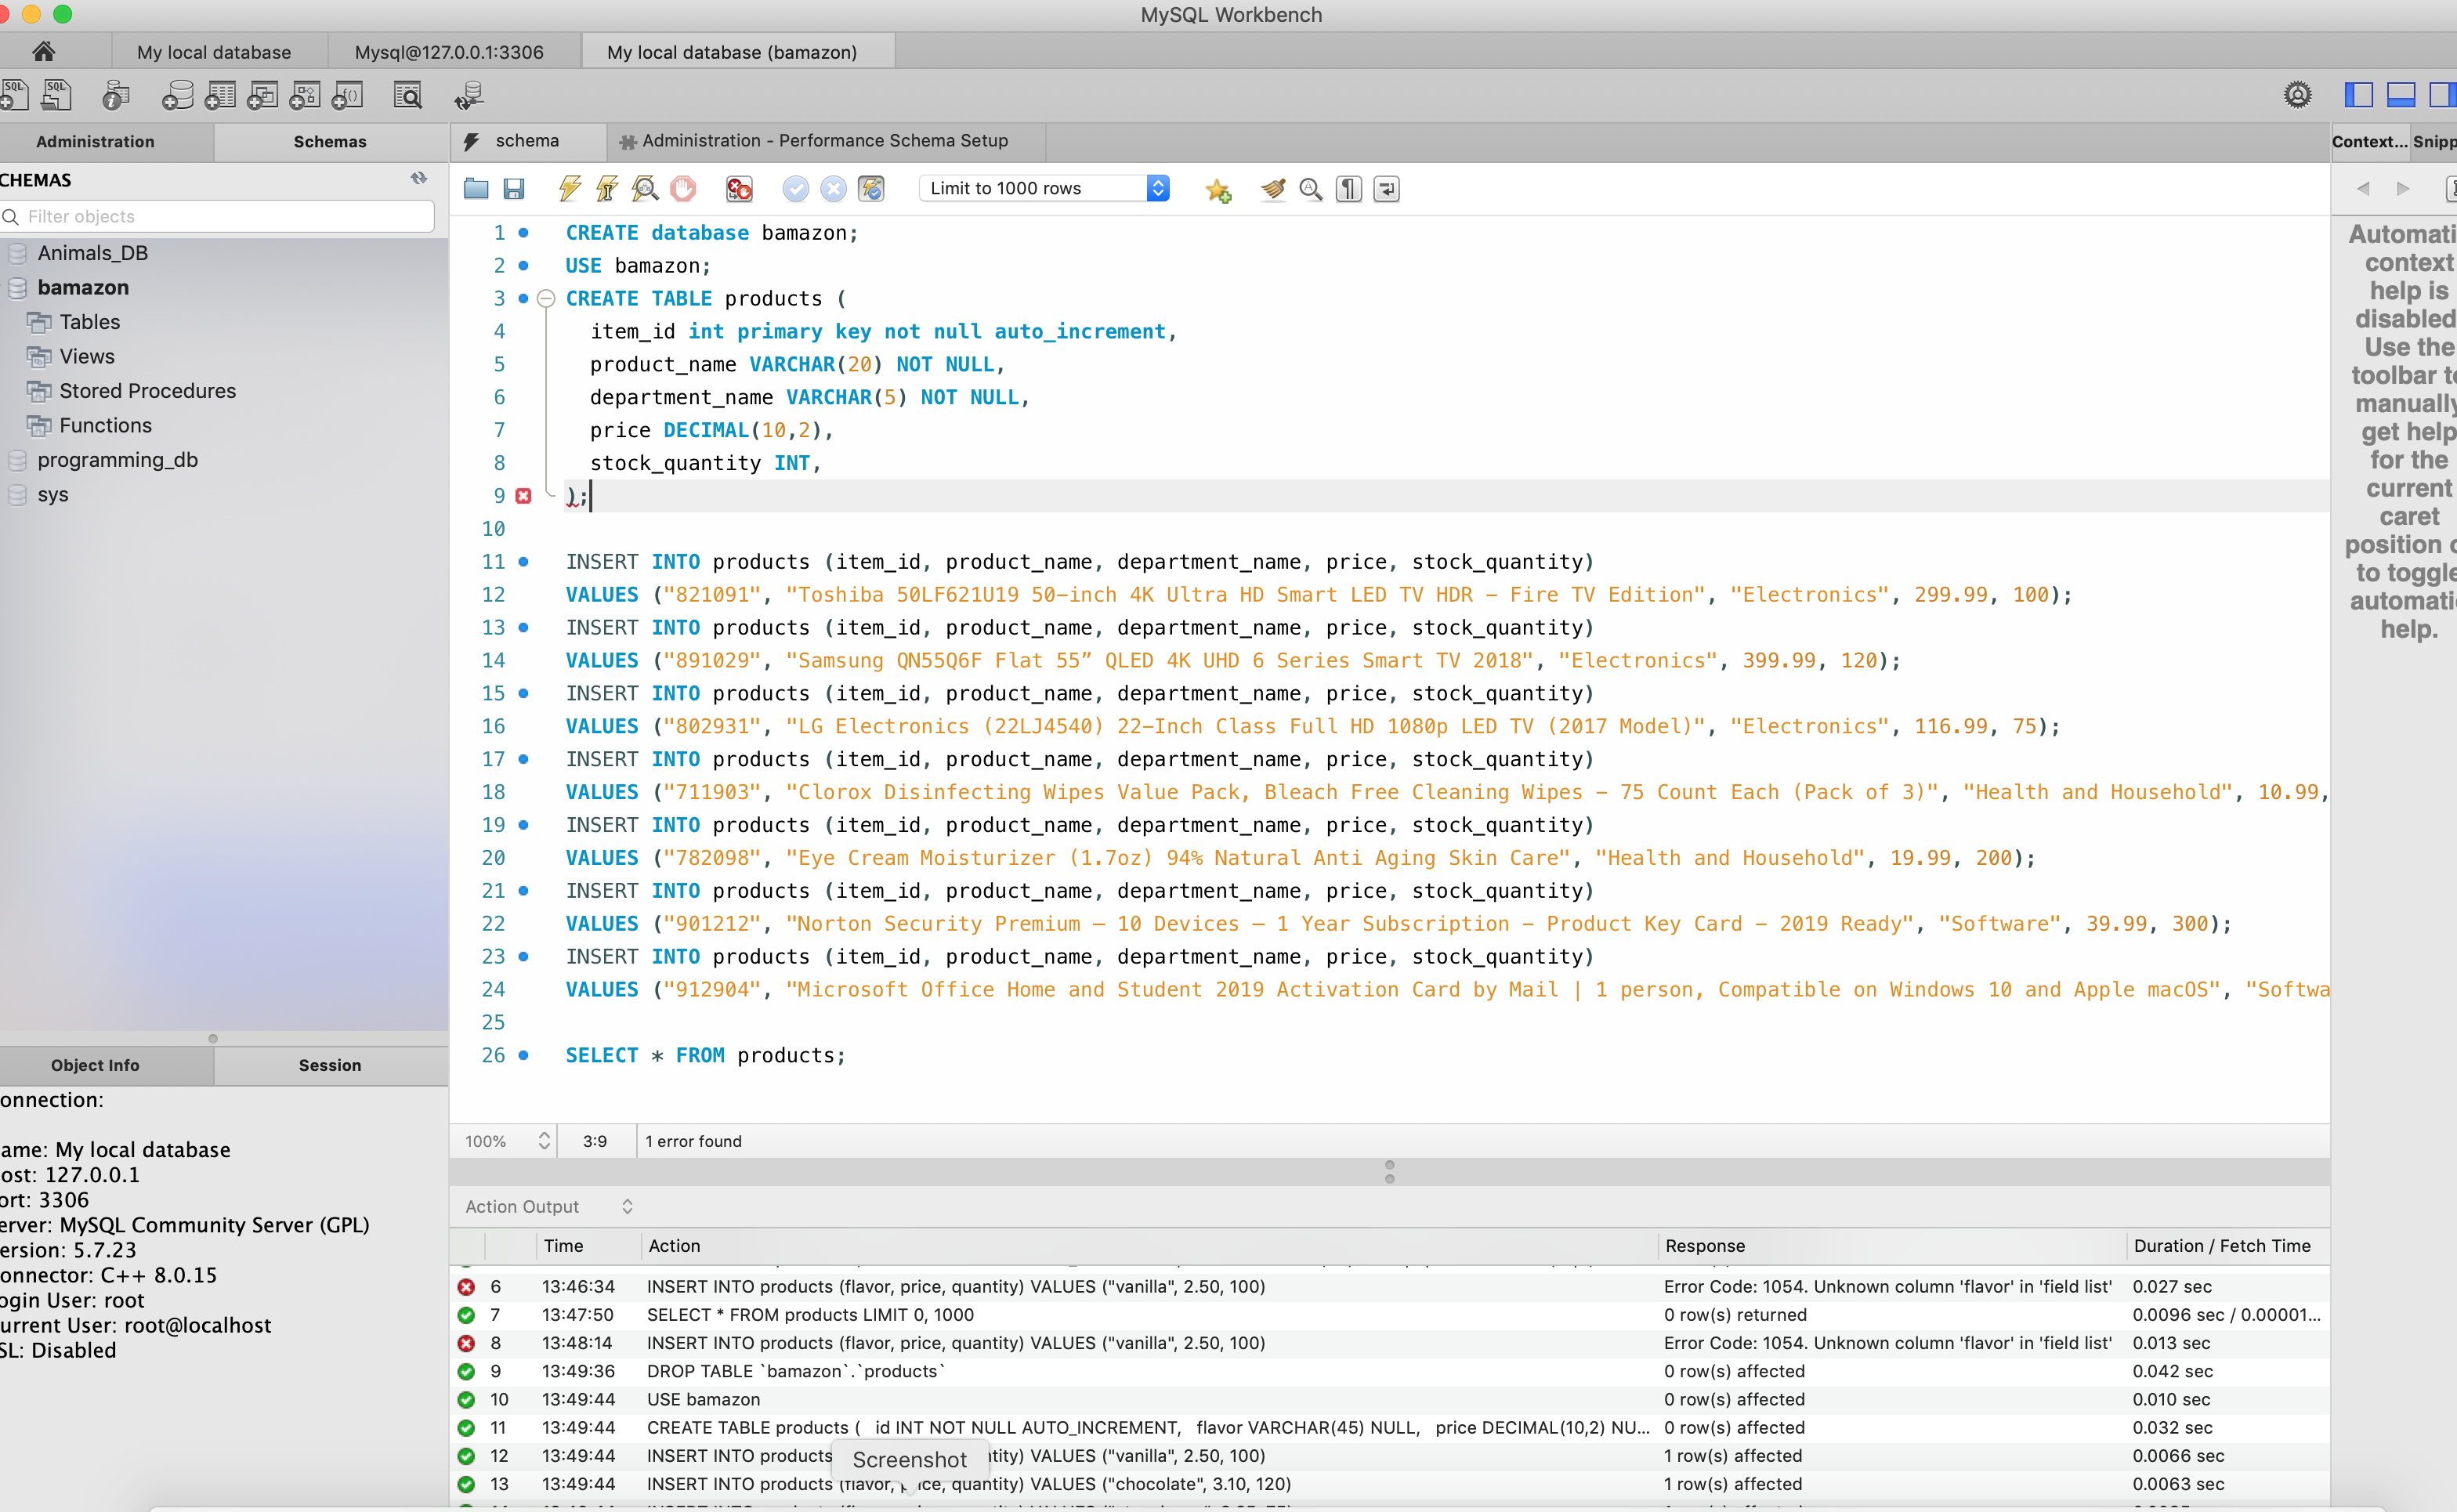 MySQL Workbench
My local database
Mysql@127.0.0.1:3306
My local database (bamazon)
Administration
Schemas
schema
Administration - Performance Schema Setup
Context...
Snipp
CHEMAS
Filter objects
Limit to 1000 rows
Animals_DB
bamazon
Tables
Views
Stored Procedures
Functions
programming_db
sys
1 CREATE database bamazon;
2 USE bamazon;
3 CREATE TABLE products (
4 item_id int primary key not null auto_increment,
5 product_name VARCHAR(20) NOT NULL,
6 department_name VARCHAR(5) NOT NULL,
7 price DECIMAL(10,2),
8 stock_quantity INT,
9 );
10
11 INSERT INTO products (item_id, product_name, department_name, price, stock_quantity)
12 VALUES ("821091", "Toshiba 50LF621U19 50-inch 4K Ultra HD Smart LED TV HDR - Fire TV Edition", "Electronics", 299.99, 100);
13 INSERT INTO products (item_id, product_name, department_name, price, stock_quantity)
14 VALUES ("891029", "Samsung QN55Q6F Flat 55” QLED 4K UHD 6 Series Smart TV 2018", "Electronics", 399.99, 120);
15 INSERT INTO products (item_id, product_name, department_name, price, stock_quantity)
16 VALUES ("802931", "LG Electronics (22LJ4540) 22-Inch Class Full HD 1080p LED TV (2017 Model)", "Electronics", 116.99, 75);
17 INSERT INTO products (item_id, product_name, department_name, price, stock_quantity)
18 VALUES ("711903", "Clorox Disinfecting Wipes Value Pack, Bleach Free Cleaning Wipes - 75 Count Each (Pack of 3)", "Health and Household", 10.99,
19 INSERT INTO products (item_id, product_name, department_name, price, stock_quantity)
20 VALUES ("782098", "Eye Cream Moisturizer (1.7oz) 94% Natural Anti Aging Skin Care", "Health and Household", 19.99, 200);
21 INSERT INTO products (item_id, product_name, department_name, price, stock_quantity)
22 VALUES ("901212", "Norton Security Premium – 10 Devices – 1 Year Subscription - Product Key Card - 2019 Ready", "Software", 39.99, 300);
23 INSERT INTO products (item_id, product_name, department_name, price, stock_quantity)
24 VALUES ("912904", "Microsoft Office Home and Student 2019 Activation Card by Mail | 1 person, Compatible on Windows 10 and Apple macOS", "Softwa
25
26 SELECT * FROM products;
Automati
context
help is
disabled
Use the
toolbar to
manually
get help
for the
current
caret
position o
to toggle
automati
help.
Object Info
Session
onnection:
ame: My local database
ost: 127.0.0.1
ort: 3306
erver: MySQL Community Server (GPL)
ersion: 5.7.23
onnector: C++ 8.0.15
ogin User: root
urrent User: root@localhost
SL: Disabled
100%
3:9
1 error found
Action Output
Time Action Response Duration / Fetch Time
6 13:46:34 INSERT INTO products (flavor, price, quantity) VALUES ("vanilla", 2.50, 100) Error Code: 1054. Unknown column 'flavor' in 'field list' 0.027 sec
7 13:47:50 SELECT * FROM products LIMIT 0, 1000 0 row(s) returned 0.0096 sec / 0.00001...
8 13:48:14 INSERT INTO products (flavor, price, quantity) VALUES ("vanilla", 2.50, 100) Error Code: 1054. Unknown column 'flavor' in 'field list' 0.013 sec
9 13:49:36 DROP TABLE `bamazon`.`products` 0 row(s) affected 0.042 sec
10 13:49:44 USE bamazon 0 row(s) affected 0.010 sec
11 13:49:44 CREATE TABLE products ( id INT NOT NULL AUTO_INCREMENT, flavor VARCHAR(45) NULL, price DECIMAL(10,2) NU... 0 row(s) affected 0.032 sec
12 13:49:44 INSERT INTO products tity) VALUES ("vanilla", 2.50, 100) 1 row(s) affected 0.0066 sec
Screenshot
13 13:49:44 INSERT INTO products (flavor, price, quantity) VALUES ("chocolate", 3.10, 120) 1 row(s) affected 0.0063 sec